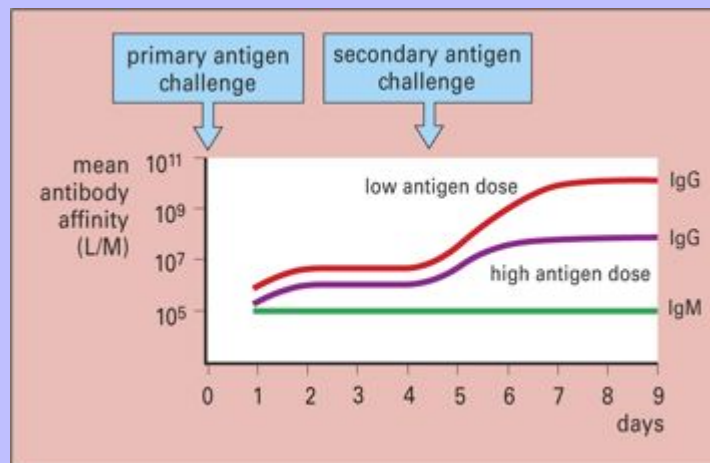 primary antigen
challenge
secondary antigen
challenge
mean
antibody
affinity
(L/M)
10¹¹
10⁹
10⁷
10⁵
low antigen dose
high antigen dose
IgG
IgG
IgM
0 1 2 3 4 5 6 7 8 9
days